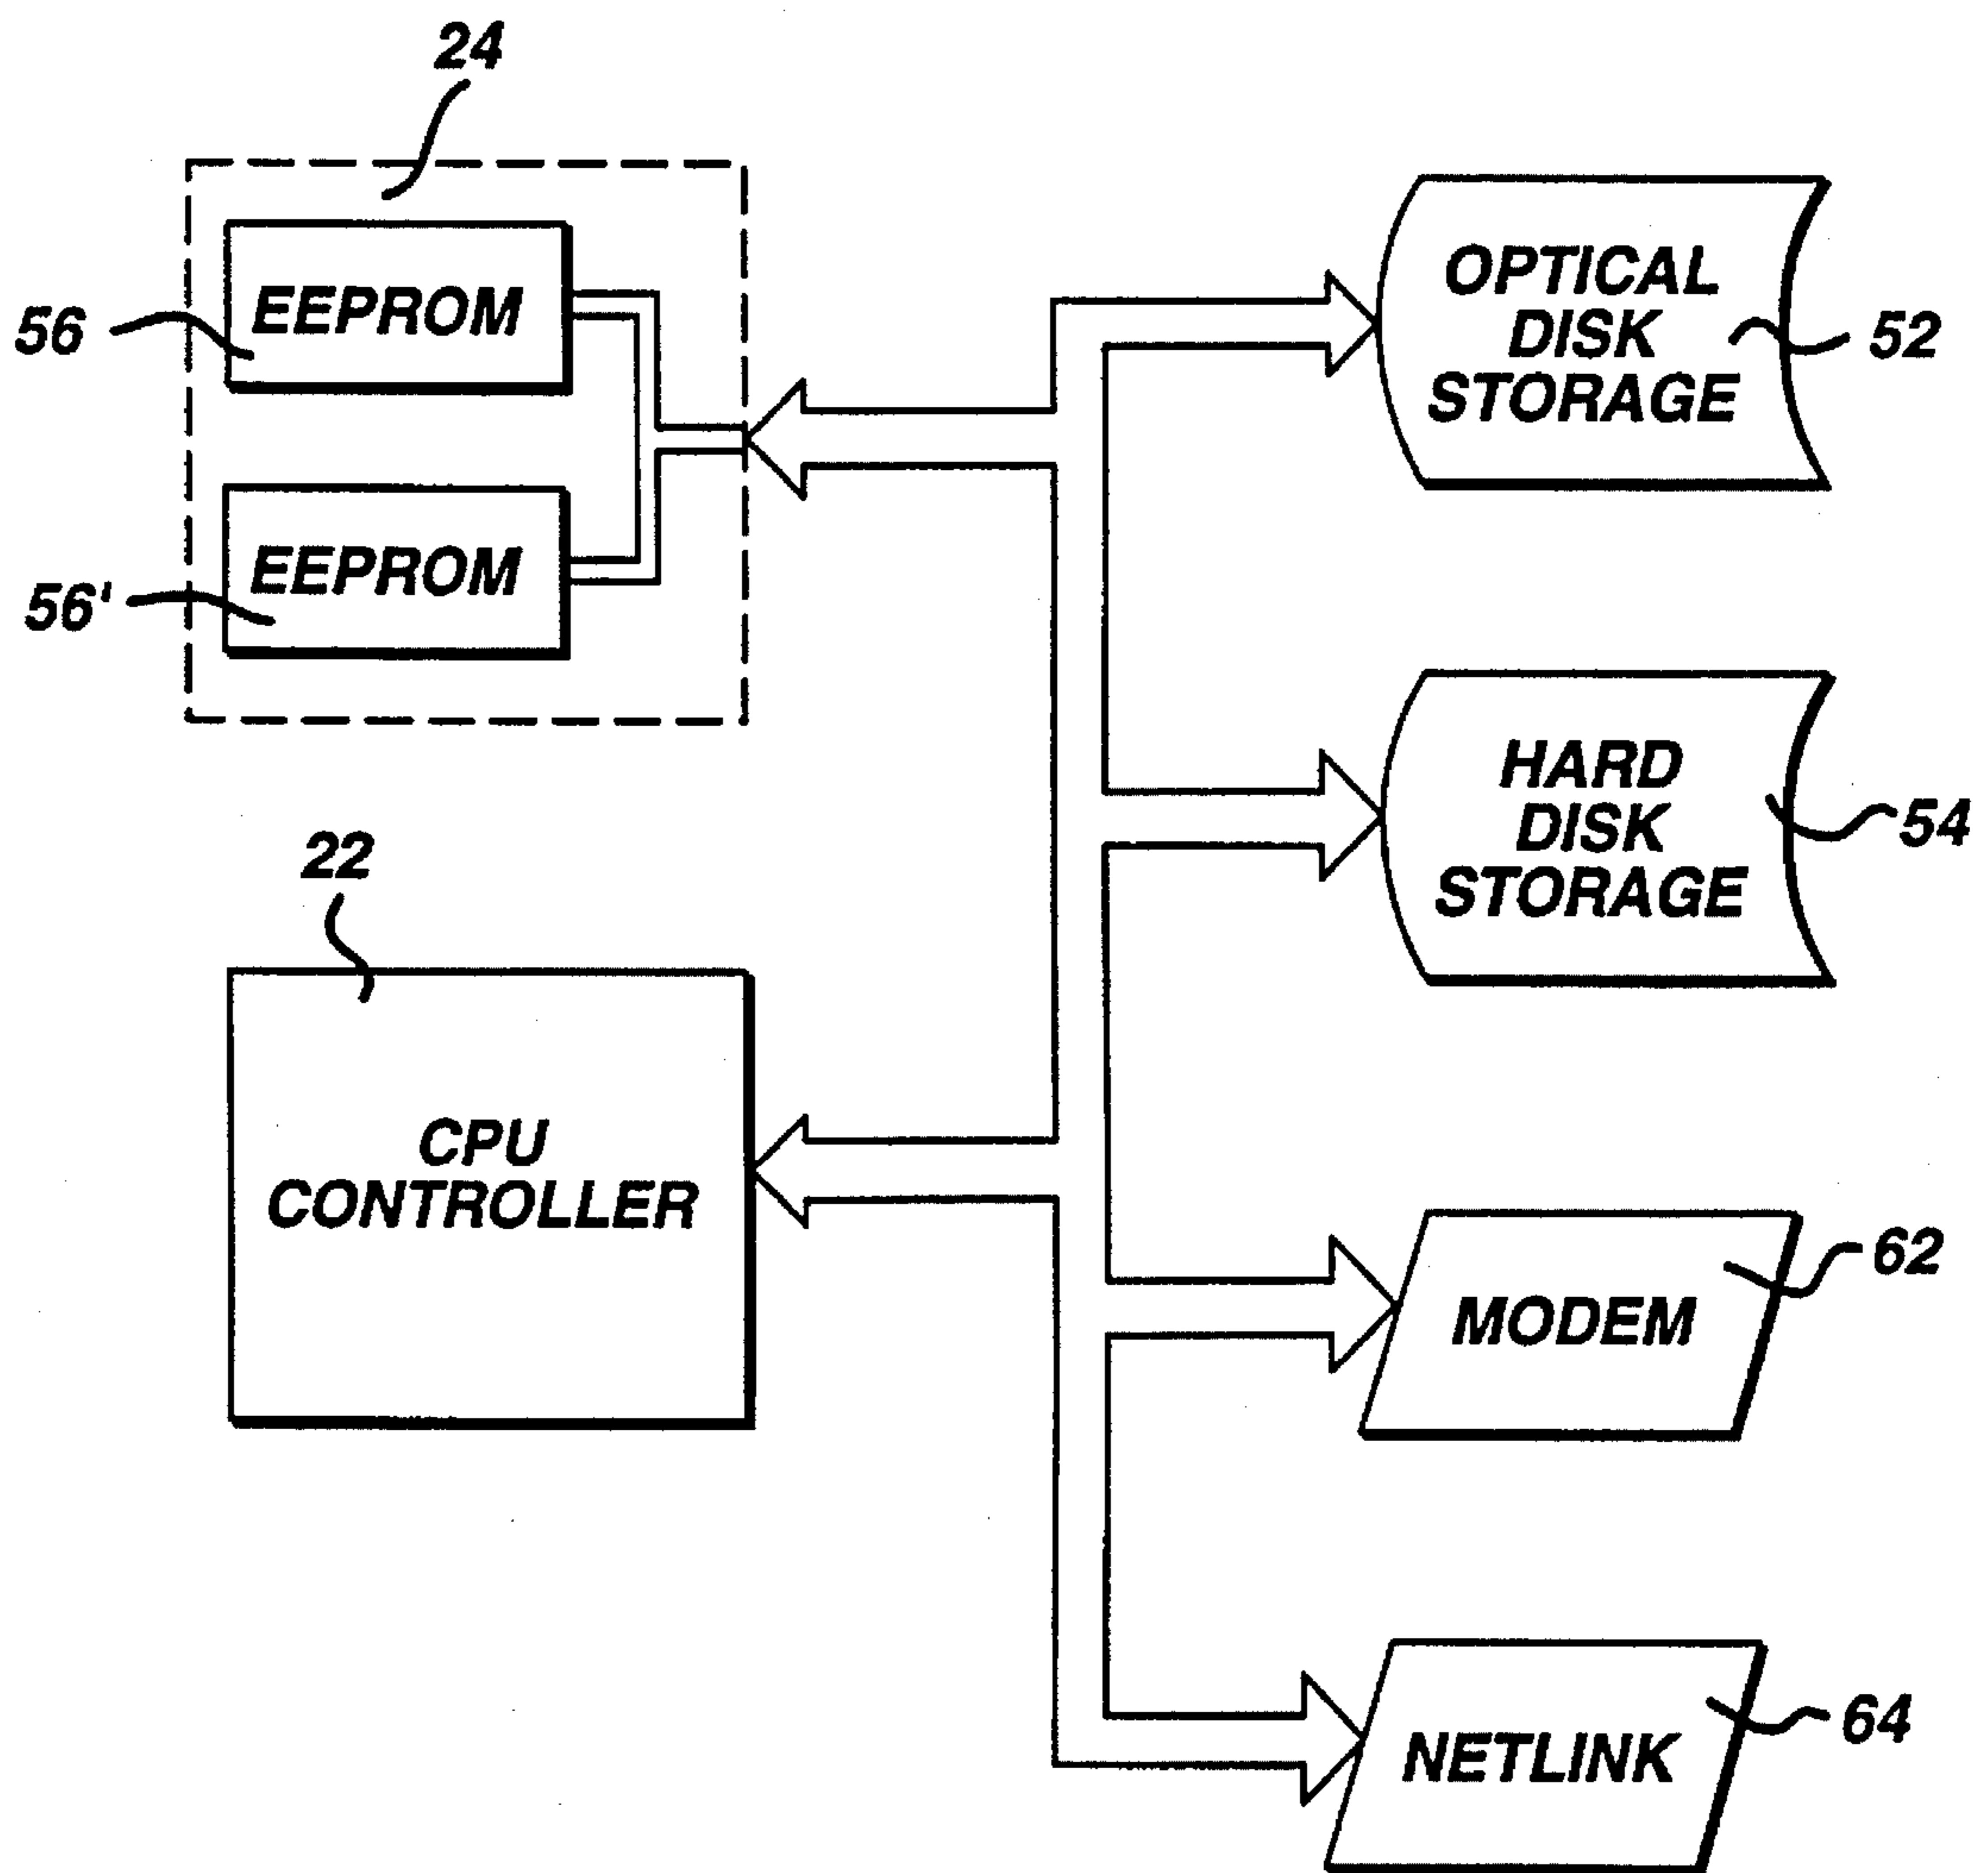 24
56
EEPROM
56'
EEPROM
OPTICAL
DISK
STORAGE
52
HARD
DISK
STORAGE
54
22
CPU
CONTROLLER
62
MODEM
64
NETLINK